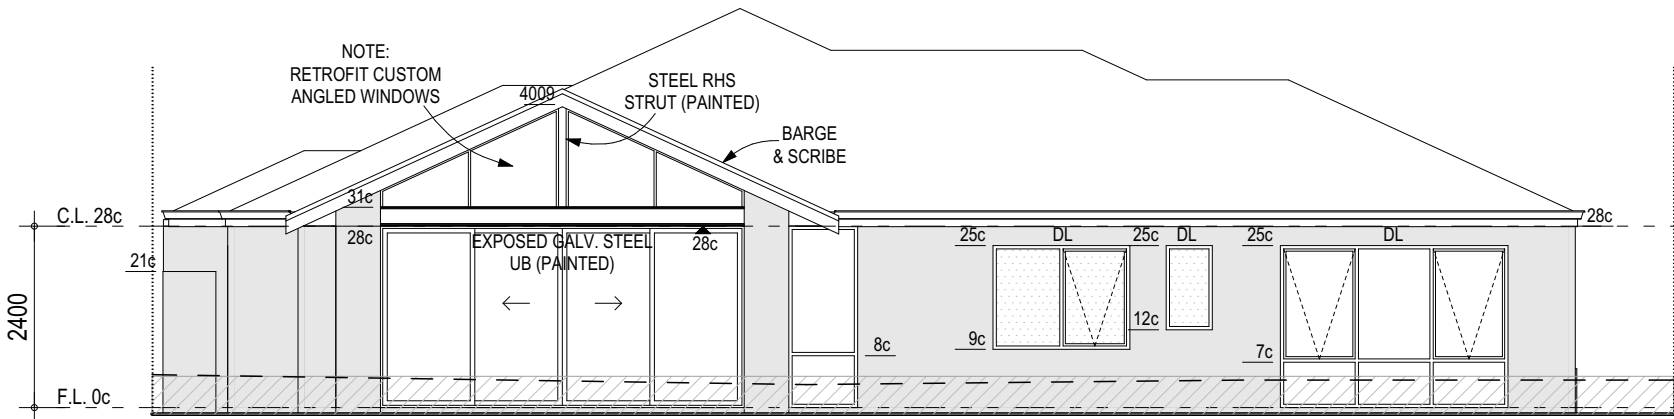 NOTE:
RETROFIT CUSTOM
ANGLED WINDOWS
4009
STEEL RHS
STRUT (PAINTED)
BARGE
& SCRIBE
31c
C.L. 28c
28c
28c
EXPOSED GALV. STEEL
UB (PAINTED)
28c
25c
DL
25c
DL
25c
DL
21c
2400
12c
9c
8c
7c
F.L. 0c